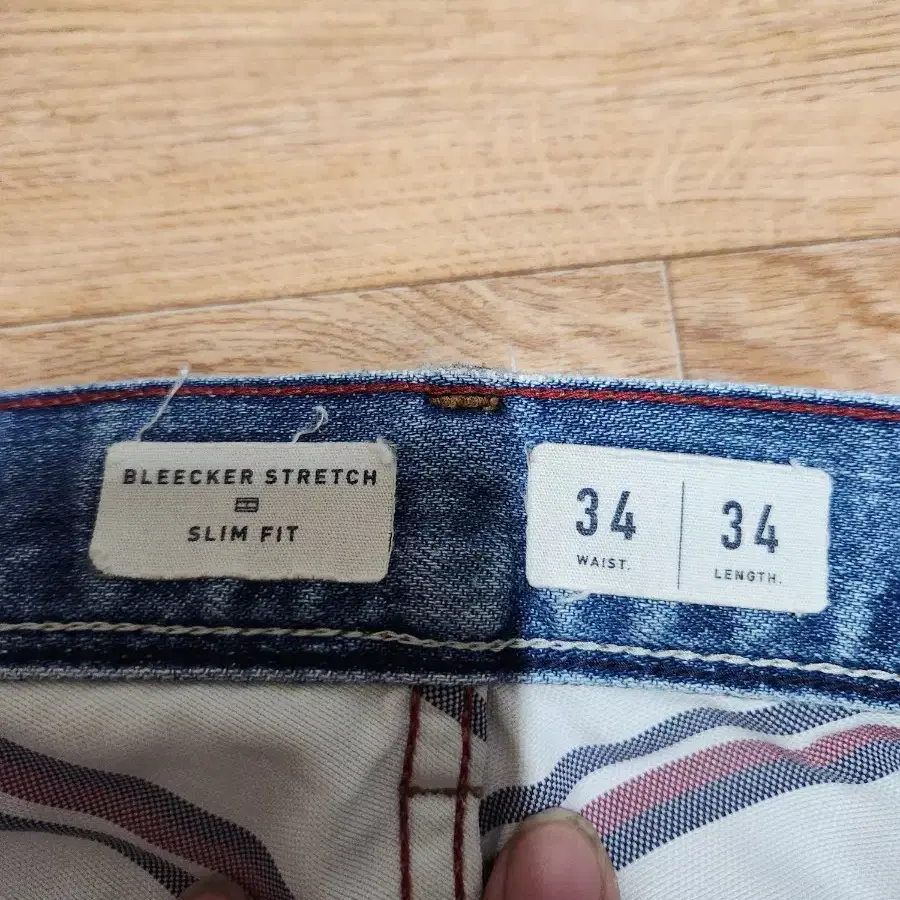 BLEECKER STRETCH
SLIM FIT
34
WAIST.
34
LENGTH.